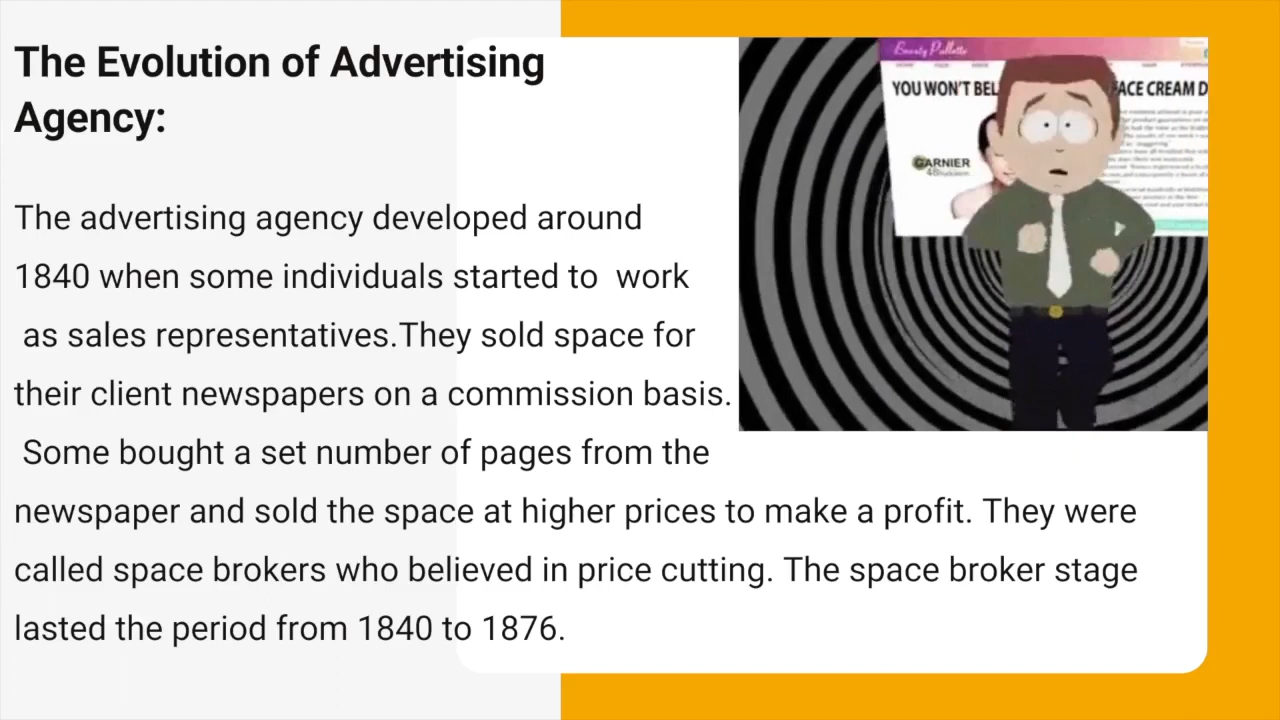 The Evolution of Advertising
Agency:
The advertising agency developed around
1840 when some individuals started to  work
as sales representatives.They sold space for
their client newspapers on a commission basis.
Some bought a set number of pages from the
newspaper and sold the space at higher prices to make a profit. They were
called space brokers who believed in price cutting. The space broker stage
lasted the period from 1840 to 1876.
Beauty Pallette
YOU WON'T BEL
FACE CREAM D
GARNIER